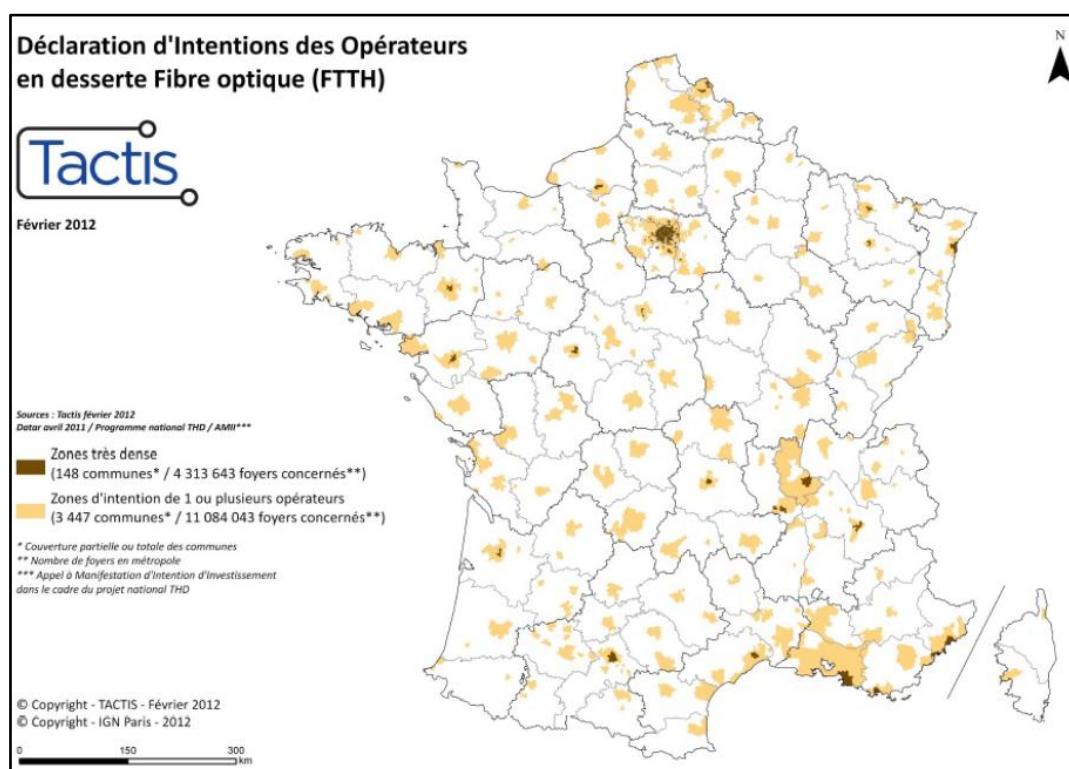 Déclaration d'Intentions des Opérateurs
en desserte Fibre optique (FTTH)
N
Tactis
Février 2012
Sources : Tactis février 2012
Datar avril 2011 / Programme national THD / AMII***
Zones très dense
(148 communes* / 4 313 643 foyers concernés**)
Zones d'intention de 1 ou plusieurs opérateurs
(3 447 communes* / 11 084 043 foyers concernés**)
* Couverture partielle ou totale des communes
** Nombre de foyers en métropole
*** Appel à Manifestation d'Intention d'Investissement
dans le cadre du projet national THD
© Copyright - TACTIS - Février 2012
© Copyright - IGN Paris - 2012
0 150 300
km